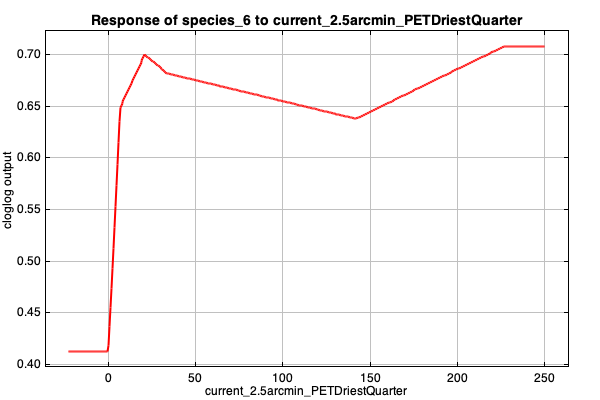 Response of species_6 to current_2.5arcmin_PETDriestQuarter
cloglog output
0.70
0.65
0.60
0.55
0.50
0.45
0.40
0 50 100 150 200 250
current_2.5arcmin_PETDriestQuarter